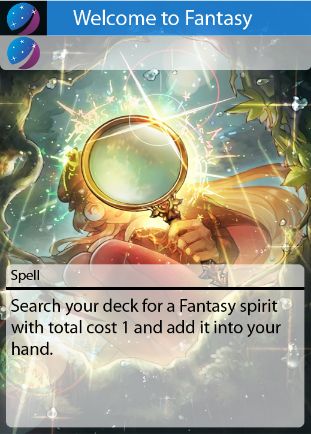 Welcome to Fantasy
Spell
Search your deck for a Fantasy spirit
with total cost 1 and add it into your
hand.